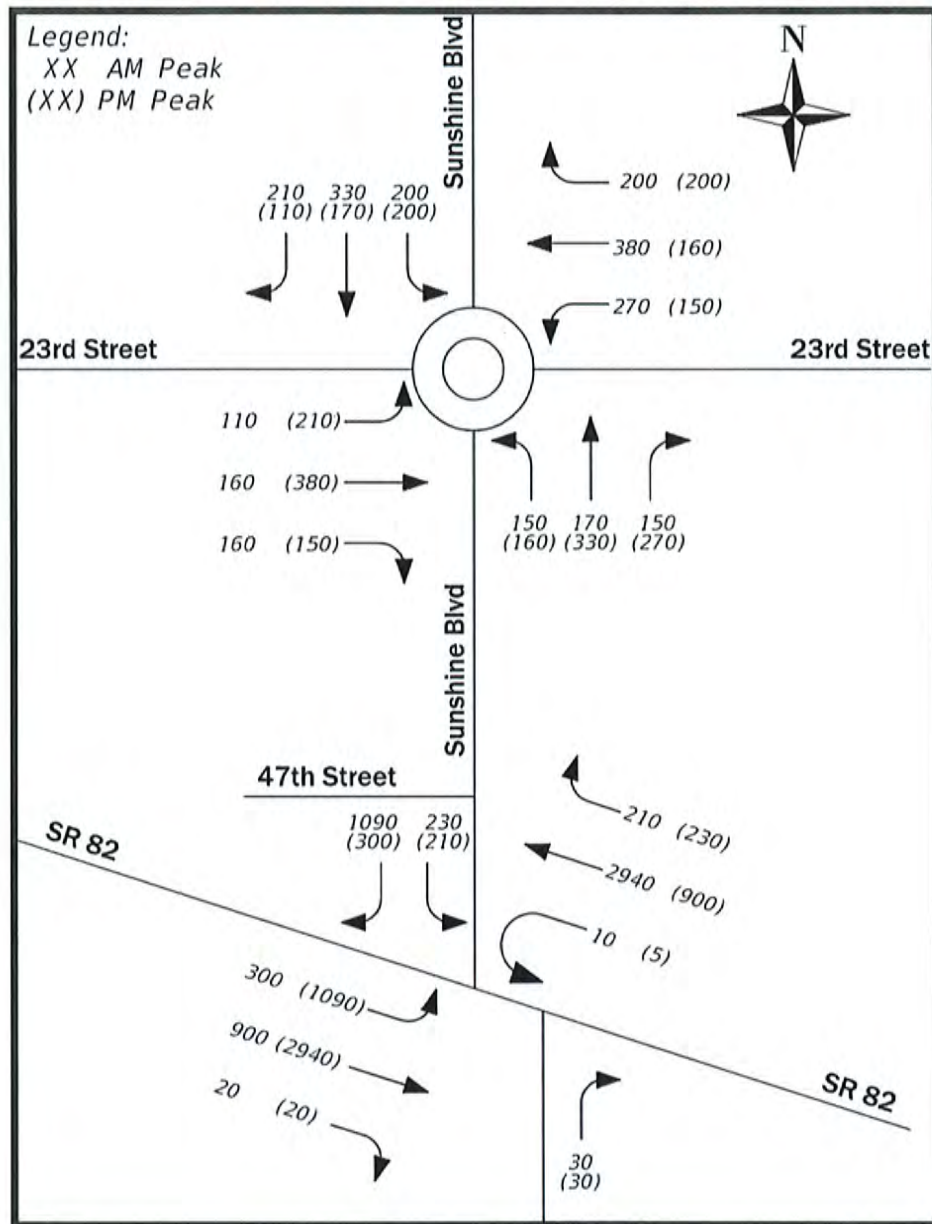 Legend:
XX AM Peak
(XX) PM Peak
N
Sunshine Blvd
210 330 200
(110) (170) (200)
200 (200)
380 (160)
270 (150)
23rd Street
23rd Street
110 (210)
160 (380)
160 (150)
150 170 150
(160) (330) (270)
Sunshine Blvd
47th Street
1090 230
(300) (210)
210 (230)
2940 (900)
10 (5)
SR 82
300 (1090)
900 (2940)
20 (20)
SR 82
30
(30)